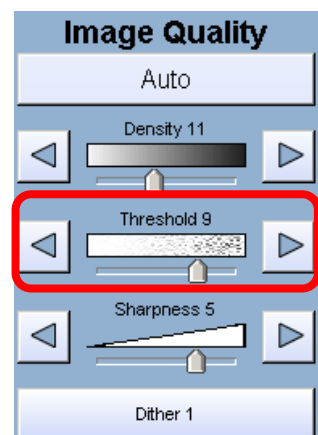 Image Quality
Auto
Density 11
Threshold 9
Sharpness 5
Dither 1